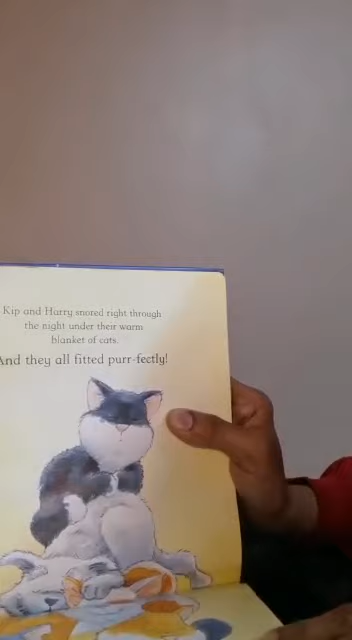 Kip and Harry snored right through
the night under their warm
blanket of cats.
And they all fitted purr-fectly!